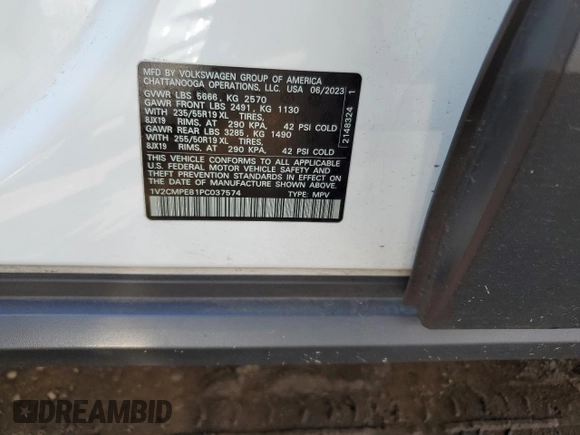 MFD BY VOLKSWAGEN GROUP OF AMERICA
CHATTANOOGA OPERATIONS, LLC. USA 06/2023
GVWR LBS 5666, KG 2570
GAWR FRONT LBS 2491, KG 1130
WITH 235/55R19 XL TIRES,
8JX19 RIMS, AT 290 KPA, 42 PSI COLD
GAWR REAR LBS 3285, KG 1490
WITH 255/50R19 XL TIRES,
8JX19 RIMS, AT 290 KPA, 42 PSI COLD
THIS VEHICLE CONFORMS TO ALL APPLICABLE
U.S. FEDERAL MOTOR VEHICLE SAFETY AND
THEFT PREVENTION STANDARDS IN EFFECT ON
THE DATE OF MANUFACTURE SHOWN ABOVE
1V2CMPE81PC037574 TYPE: MPV
2148324 1
DREAMBID